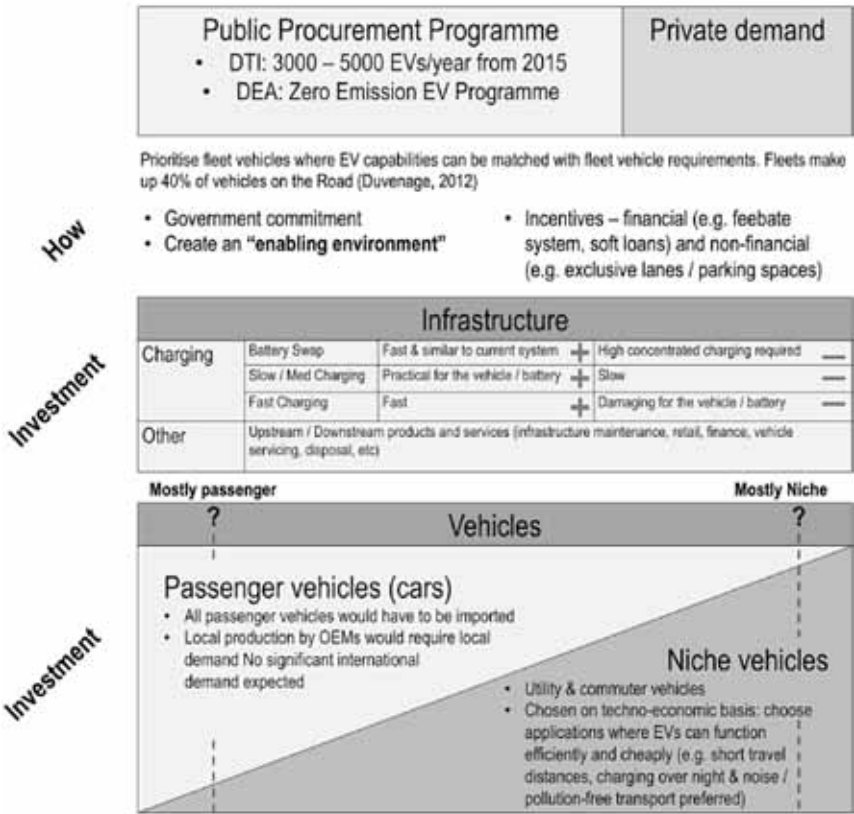 Public Procurement Programme
• DTI: 3000 – 5000 EVs/year from 2015
• DEA: Zero Emission EV Programme
Private demand
Prioritise fleet vehicles where EV capabilities can be matched with fleet vehicle requirements. Fleets make
up 40% of vehicles on the Road (Duvenage, 2012)
How
• Government commitment
• Create an “enabling environment”
• Incentives – financial (e.g. feebate
system, soft loans) and non-financial
(e.g. exclusive lanes / parking spaces)
Investment
Infrastructure
Charging
Battery Swap
Fast & similar to current system +
High concentrated charging required —
Slow / Med Charging
Practical for the vehicle / battery +
Slow —
Fast Charging
Fast +
Damaging for the vehicle / battery —
Other
Upstream / Downstream products and services (infrastructure maintenance, retail, finance, vehicle
servicing, disposal, etc)
Mostly passenger
Mostly Niche
?
Vehicles
?
Investment
Passenger vehicles (cars)
• All passenger vehicles would have to be imported
• Local production by OEMs would require local
demand No significant international
demand expected
Niche vehicles
• Utility & commuter vehicles
• Chosen on techno-economic basis: choose
applications where EVs can function
efficiently and cheaply (e.g. short travel
distances, charging over night & noise /
pollution-free transport preferred)